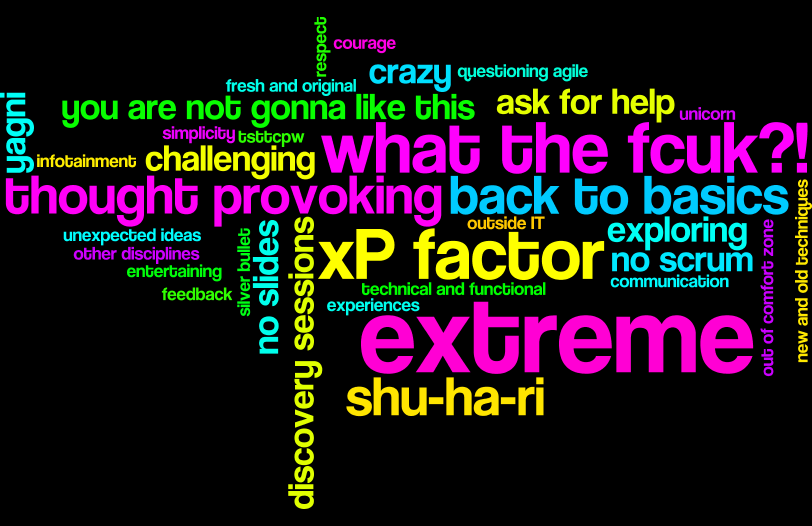 respect
courage
crazy
questioning agile
fresh and original
yagni
you are not gonna like this
ask for help
unicorn
simplicity
tsttcpw
what the fcuk?!
infotainment
challenging
thought provoking
back to basics
new and old techniques
outside IT
exploring
unexpected ideas
other disciplines
entertaining
feedback
silver bullet
no slides
discovery sessions
xP factor
no scrum
communication
out of comfort zone
technical and functional
experiences
extreme
shu-ha-ri